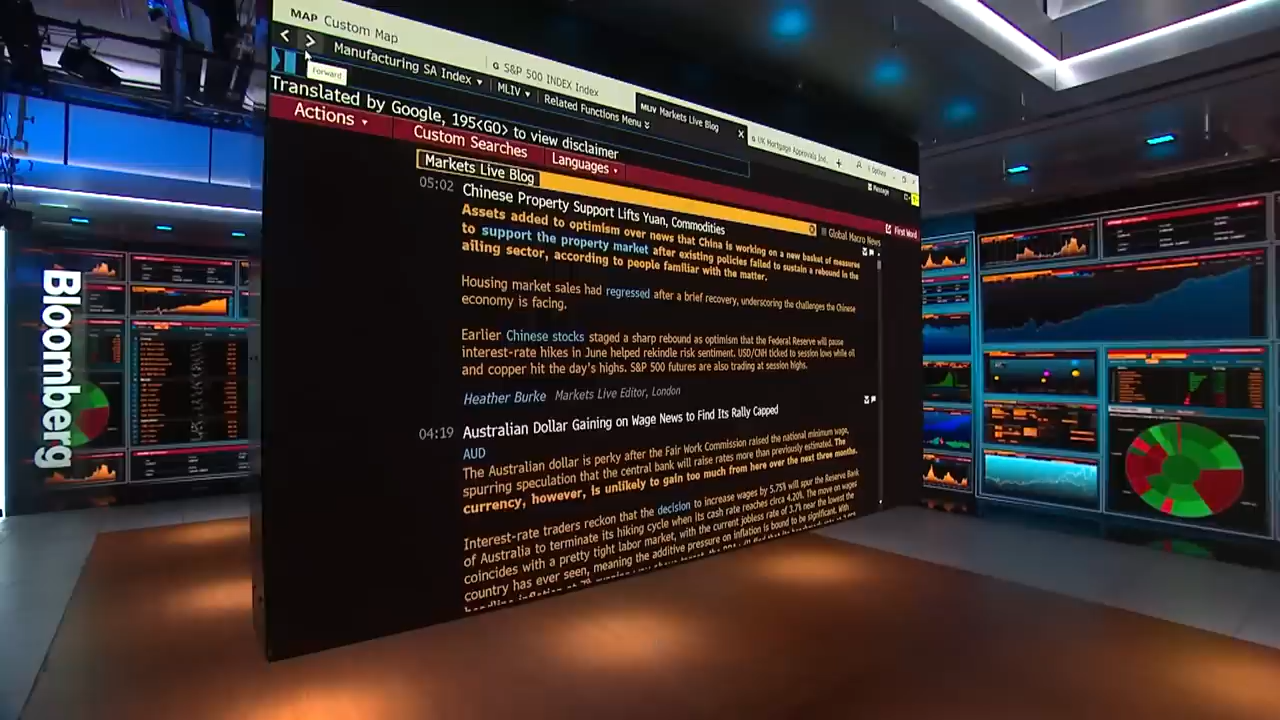 MAP Custom Map
G S&P 500 INDEX Index
MLIV Markets Live Blog
Manufacturing SA Index
MLIV
Related Functions Menu
Forward
Translated by Google, 195<GO> to view disclaimer
Message
Actions
Custom Searches
Languages
First Word
Markets Live Blog
Global Macro News
05:02 Chinese Property Support Lifts Yuan, Commodities
Assets added to optimism over news that China is working on a new basket of measures
to support the property market after existing policies failed to sustain a rebound in the
ailing sector, according to people familiar with the matter.
Housing market sales had regressed after a brief recovery, underscoring the challenges the Chinese
economy is facing.
Earlier Chinese stocks staged a sharp rebound as optimism that the Federal Reserve will pause
interest-rate hikes in June helped rekindle risk sentiment. USD/CNH ticked to session lows while oil
and copper hit the day's highs. S&P 500 futures are also trading at session highs.
Heather Burke Markets Live Editor, London
04:19 Australian Dollar Gaining on Wage News to Find Its Rally Capped
AUD
The Australian dollar is perky after the Fair Work Commission raised the national minimum wage,
spurring speculation that the central bank will raise rates more than previously estimated. The
currency, however, is unlikely to gain too much from here over the next three months.
Interest-rate traders reckon that the decision to increase wages by 5.75% will spur the Reserve Bank
of Australia to terminate its hiking cycle when its cash rate reaches circa 4.20%. The move on wages
coincides with a pretty tight labor market, with the current jobless rate of 3.7% near the lowest the
country has ever seen, meaning the additive pressure on inflation is bound to be significant. With
Bloomberg